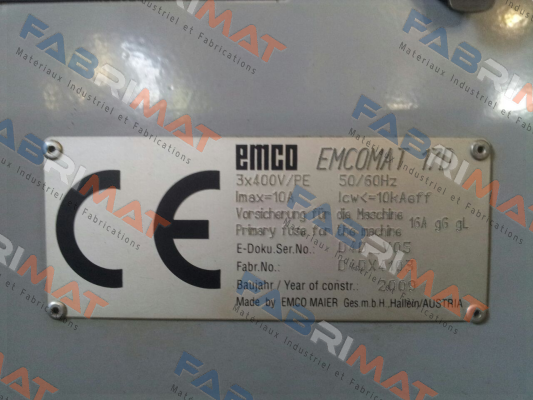 emco EMCOMAT
3x400V/PE 50/60Hz
Imax=10A Icw<=10kAeff
Vorsicherung für die Maschine
Primary fuse for the machine 16A gG gL
E-Doku.Ser.No.:
Fabr.No.:
Baujahr / Year of constr.:
Made by EMCO MAIER Ges.m.b.H.,Hallein/AUSTRIA
CE
FABRIMAT
Materiaux Industriel et Fabrications